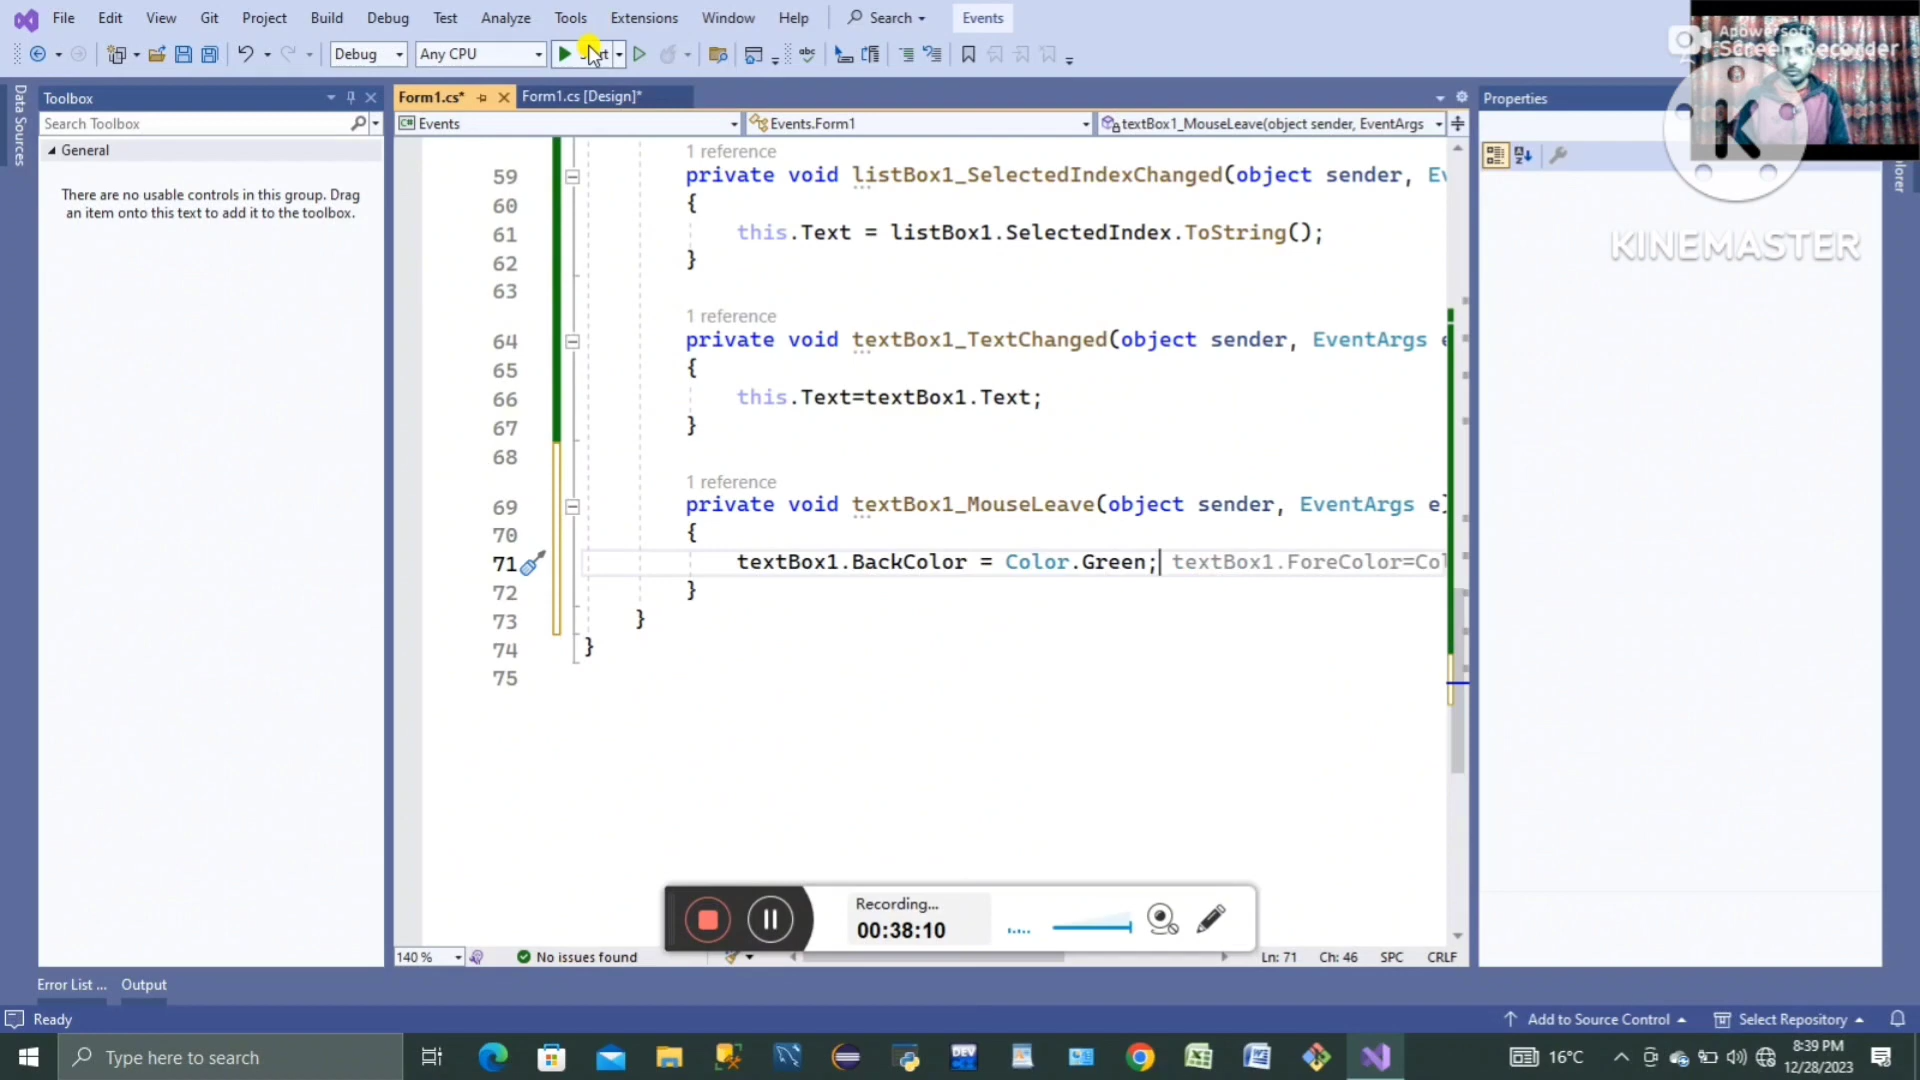 File Edit View Git Project Build Debug Test Analyze Tools Extensions Window Help Search Events
Apowersoft
Screen Recorder
Debug Any CPU
Data Sources
Toolbox
Form1.cs* Form1.cs [Design]*
Properties
Search Toolbox
Events Events.Form1 textBox1_MouseLeave(object sender, EventArgs
General
There are no usable controls in this group. Drag
an item onto this text to add it to the toolbox.
KINEMASTER
1 reference
59 private void listBox1_SelectedIndexChanged(object sender, Ev
60 {
61 this.Text = listBox1.SelectedIndex.ToString();
62 }
63
1 reference
64 private void textBox1_TextChanged(object sender, EventArgs e
65 {
66 this.Text=textBox1.Text;
67 }
68
1 reference
69 private void textBox1_MouseLeave(object sender, EventArgs e)
70 {
71 textBox1.BackColor = Color.Green; textBox1.ForeColor=Col
72 }
73 }
74 }
75
Recording...
00:38:10
140 % No issues found Ln: 71 Ch: 46 SPC CRLF
Error List ... Output
Ready Add to Source Control Select Repository
Type here to search
DEV
16°C
8:39 PM
12/28/2023